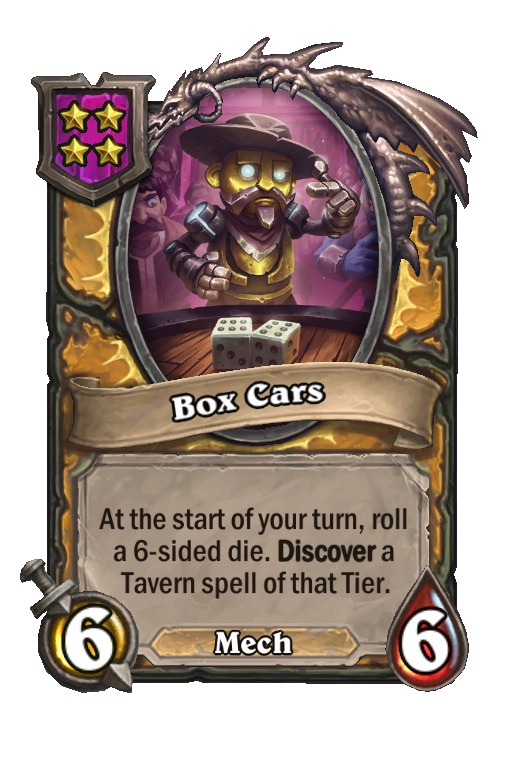 Box Cars
At the start of your turn, roll
a 6-sided die. Discover a
Tavern spell of that Tier.
6
Mech
6